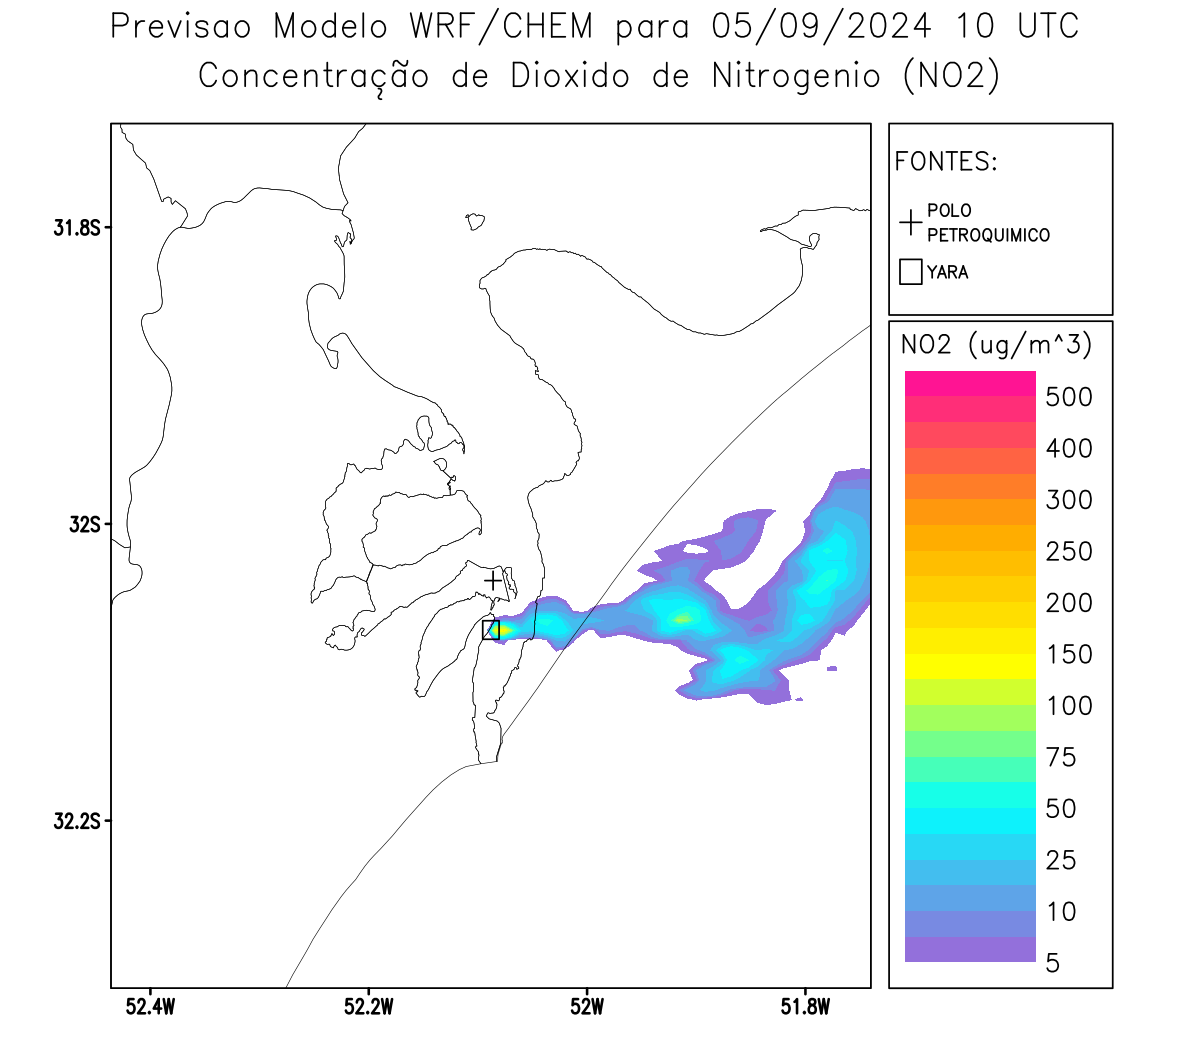 Previsao Modelo WRF/CHEM para 05/09/2024 10 UTC
Concentração de Dioxido de Nitrogenio (NO2)
FONTES:
POLO
PETROQUIMICO
YARA
31.8S
32S
32.2S
52.4W
52.2W
52W
51.8W
NO2 (ug/m^3)
500
400
300
250
200
150
100
75
50
25
10
5